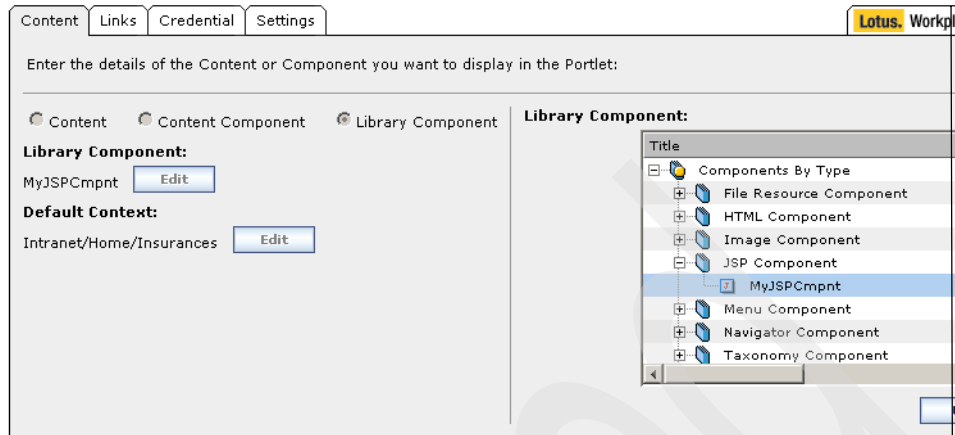 Content Links Credential Settings
Lotus. Workpl
Enter the details of the Content or Component you want to display in the Portlet:
Content Content Component Library Component
Library Component:
MyJSPCmpnt Edit
Default Context:
Intranet/Home/Insurances Edit
Library Component:
Title
Components By Type
File Resource Component
HTML Component
Image Component
JSP Component
MyJSPCmpnt
Menu Component
Navigator Component
Taxonomy Component